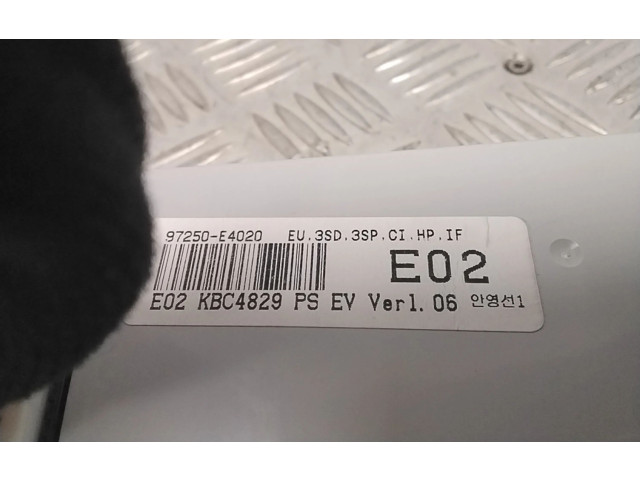 97250-E4020 EU.3SD.3SP.CI.HP.IF
E02
E02 KBC4829 PS EV Ver1.06 안영선1